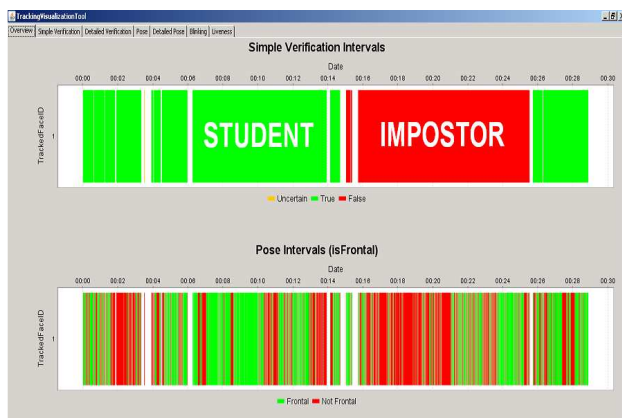 TrackingVisualizationTool
Overview Simple Verification Detailed Verification Pose Detailed Pose Blinking Liveness
Simple Verification Intervals
Date
00:00 00:02 00:04 00:06 00:08 00:10 00:12 00:14 00:16 00:18 00:20 00:22 00:24 00:26 00:28 00:30
TrackedFaceID
1
STUDENT IMPOSTOR
Uncertain True False
Pose Intervals (isFrontal)
Date
00:00 00:02 00:04 00:06 00:08 00:10 00:12 00:14 00:16 00:18 00:20 00:22 00:24 00:26 00:28 00:30
TrackedFaceID
1
Frontal Not Frontal